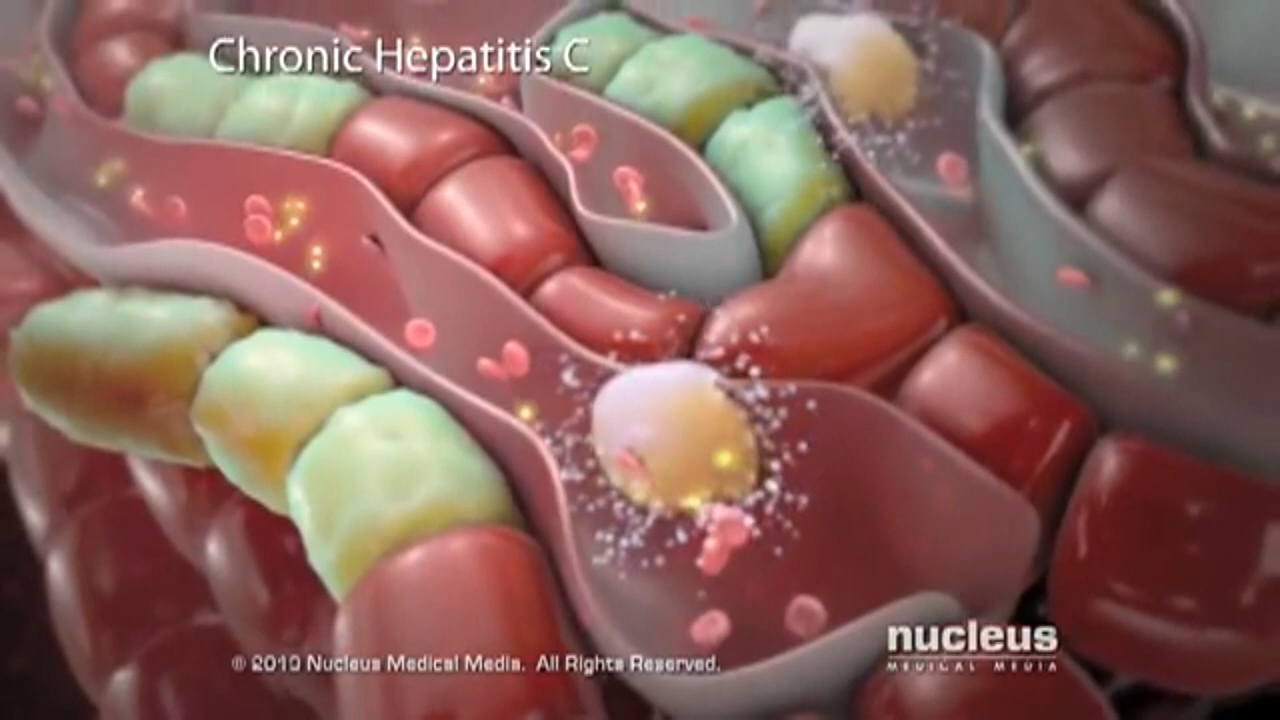 Chronic Hepatitis C
© 2010 Nucleus Medical Media. All Rights Reserved.
nucleus
MEDICAL MEDIA